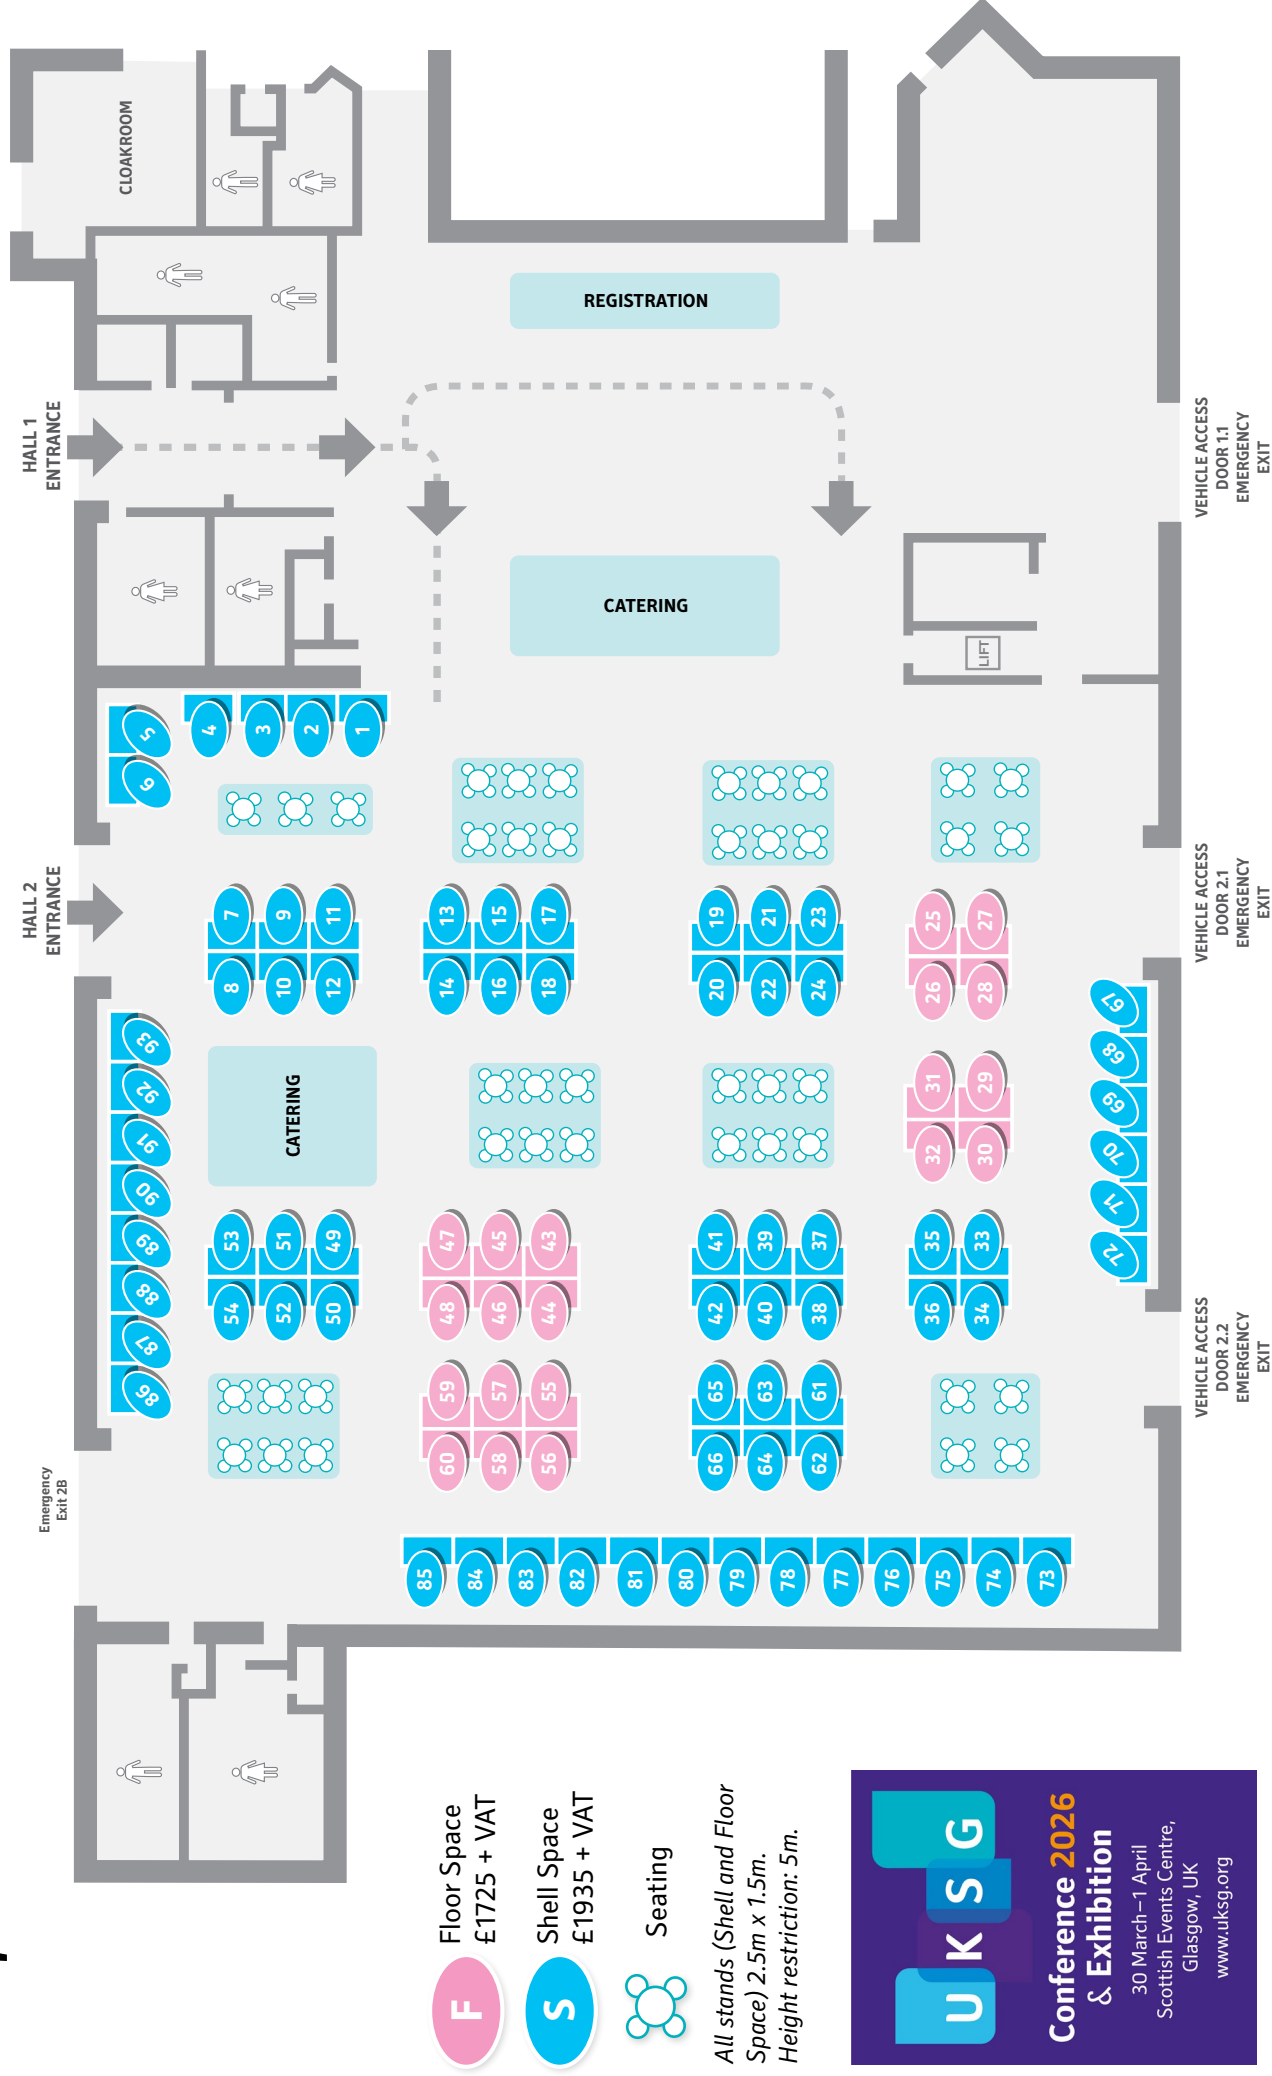 CLOAKROOM
HALL 1
ENTRANCE
REGISTRATION
VEHICLE ACCESS
DOOR 1.1
EMERGENCY
EXIT
CATERING
LIFT
5
6
4
3
2
1
HALL 2
ENTRANCE
7
9
11
8
10
12
13
15
17
14
16
18
19
21
23
20
22
24
25
27
26
28
VEHICLE ACCESS
DOOR 2.1
EMERGENCY
EXIT
93
92
91
90
89
88
87
86
CATERING
31
29
32
30
67
68
69
70
71
72
53
51
49
54
52
50
47
45
43
48
46
44
41
39
37
42
40
38
35
33
36
34
VEHICLE ACCESS
DOOR 2.2
EMERGENCY
EXIT
59
57
55
60
58
56
65
63
61
66
64
62
Emergency
Exit 2B
85
84
83
82
81
80
79
78
77
76
75
74
73
F
Floor Space
£1725 + VAT
S
Shell Space
£1935 + VAT
Seating
All stands (Shell and Floor
Space) 2.5m x 1.5m.
Height restriction: 5m.
U K S G
Conference 2026
& Exhibition
30 March–1 April
Scottish Events Centre,
Glasgow, UK
www.uksg.org